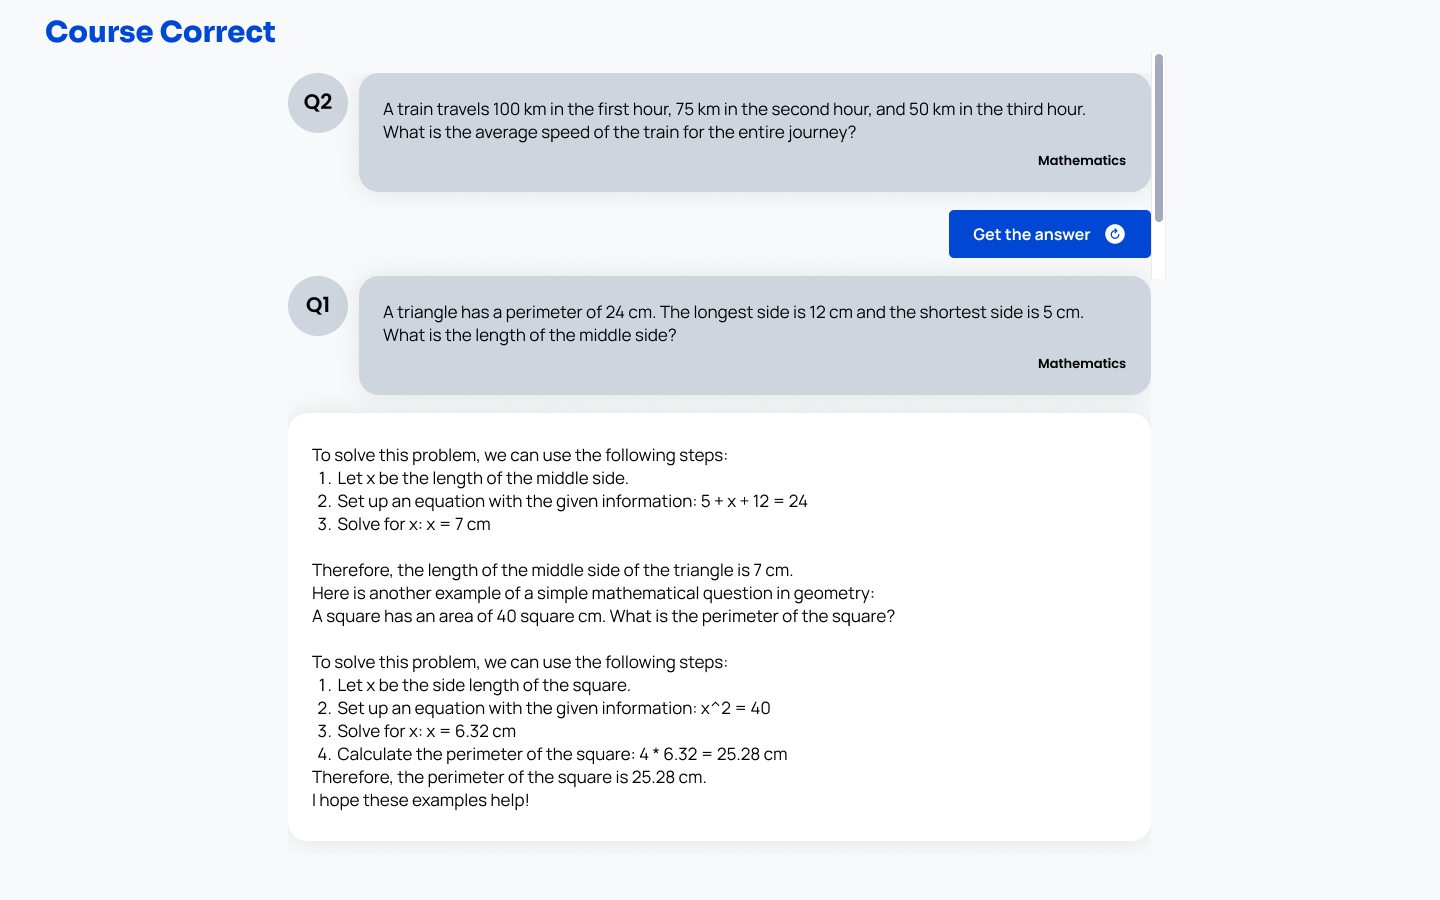 Course Correct
Q2
A train travels 100 km in the first hour, 75 km in the second hour, and 50 km in the third hour.
What is the average speed of the train for the entire journey?
Mathematics
Get the answer
Q1
A triangle has a perimeter of 24 cm. The longest side is 12 cm and the shortest side is 5 cm.
What is the length of the middle side?
Mathematics
To solve this problem, we can use the following steps:
1. Let x be the length of the middle side.
2. Set up an equation with the given information: 5 + x + 12 = 24
3. Solve for x: x = 7 cm
Therefore, the length of the middle side of the triangle is 7 cm.
Here is another example of a simple mathematical question in geometry:
A square has an area of 40 square cm. What is the perimeter of the square?
To solve this problem, we can use the following steps:
1. Let x be the side length of the square.
2. Set up an equation with the given information: x^2 = 40
3. Solve for x: x = 6.32 cm
4. Calculate the perimeter of the square: 4 * 6.32 = 25.28 cm
Therefore, the perimeter of the square is 25.28 cm.
I hope these examples help!